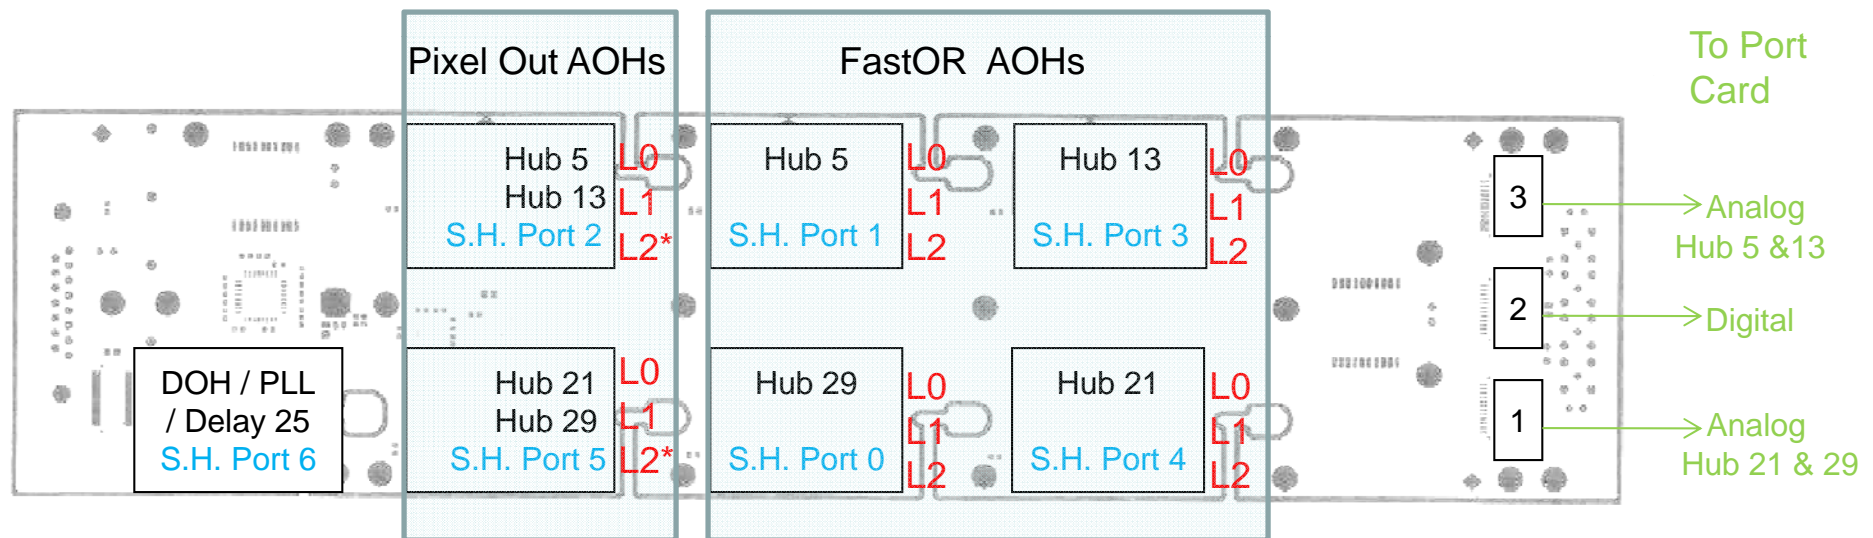 Pixel Out AOHs
FastOR  AOHs
To Port
Card
Hub 5
Hub 13
S.H. Port 2
L0
L1
L2*
Hub 5
S.H. Port 1
L0
L1
L2
Hub 13
S.H. Port 3
L0
L1
L2
3
Analog
Hub 5 &13
2
Digital
DOH / PLL
/ Delay 25
S.H. Port 6
Hub 21
Hub 29
S.H. Port 5
L0
L1
L2*
Hub 29
S.H. Port 0
L0
L1
L2
Hub 21
S.H. Port 4
L0
L1
L2
1
Analog
Hub 21 & 29